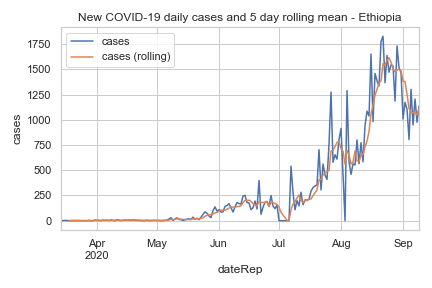 New COVID-19 daily cases and 5 day rolling mean - Ethiopia
cases
cases (rolling)
1750
1500
1250
1000
750
500
250
0
cases
Apr
2020
May
Jun
Jul
Aug
Sep
dateRep